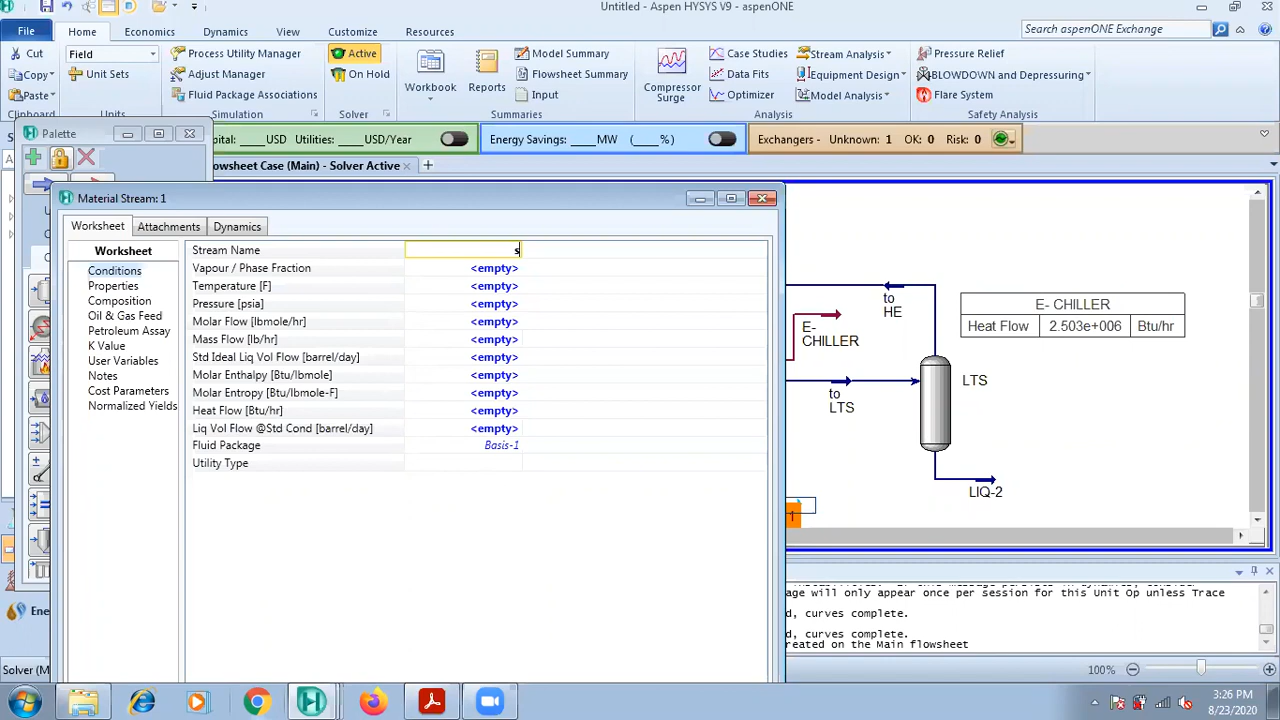 Untitled - Aspen HYSYS V9 - aspenONE
File
Home
Economics
Dynamics
View
Customize
Resources
Search aspenONE Exchange
Cut
Copy
Paste
Clipboard
Field
Unit Sets
Units
Process Utility Manager
Adjust Manager
Fluid Package Associations
Simulation
Active
On Hold
Solver
Workbook
Reports
Model Summary
Flowsheet Summary
Input
Summaries
Compressor
Surge
Case Studies
Data Fits
Optimizer
Stream Analysis
Equipment Design
Model Analysis
Analysis
Pressure Relief
BLOWDOWN and Depressuring
Flare System
Safety Analysis
Palette
USD Utilities: ____ USD/Year
Energy Savings: ____ MW (____ %)
Exchangers - Unknown: 1 OK: 0 Risk: 0
lowsheet Case (Main) - Solver Active
Material Stream: 1
Worksheet
Attachments
Dynamics
Worksheet
Conditions
Properties
Composition
Oil & Gas Feed
Petroleum Assay
K Value
User Variables
Notes
Cost Parameters
Normalized Yields
Stream Name s
Vapour / Phase Fraction <empty>
Temperature [F] <empty>
Pressure [psia] <empty>
Molar Flow [lbmole/hr] <empty>
Mass Flow [lb/hr] <empty>
Std Ideal Liq Vol Flow [barrel/day] <empty>
Molar Enthalpy [Btu/lbmole] <empty>
Molar Entropy [Btu/lbmole-F] <empty>
Heat Flow [Btu/hr] <empty>
Liq Vol Flow @Std Cond [barrel/day] <empty>
Fluid Package Basis-1
Utility Type
to
HE
E-
CHILLER
to
LTS
LTS
LIQ-2
1
E- CHILLER
Heat Flow 2.503e+006 Btu/hr
age will only appear once per session for this Unit Op unless Trace
d, curves complete.
d, curves complete.
reated on the Main flowsheet
Ene
Solver (M
100%
3:26 PM
8/23/2020